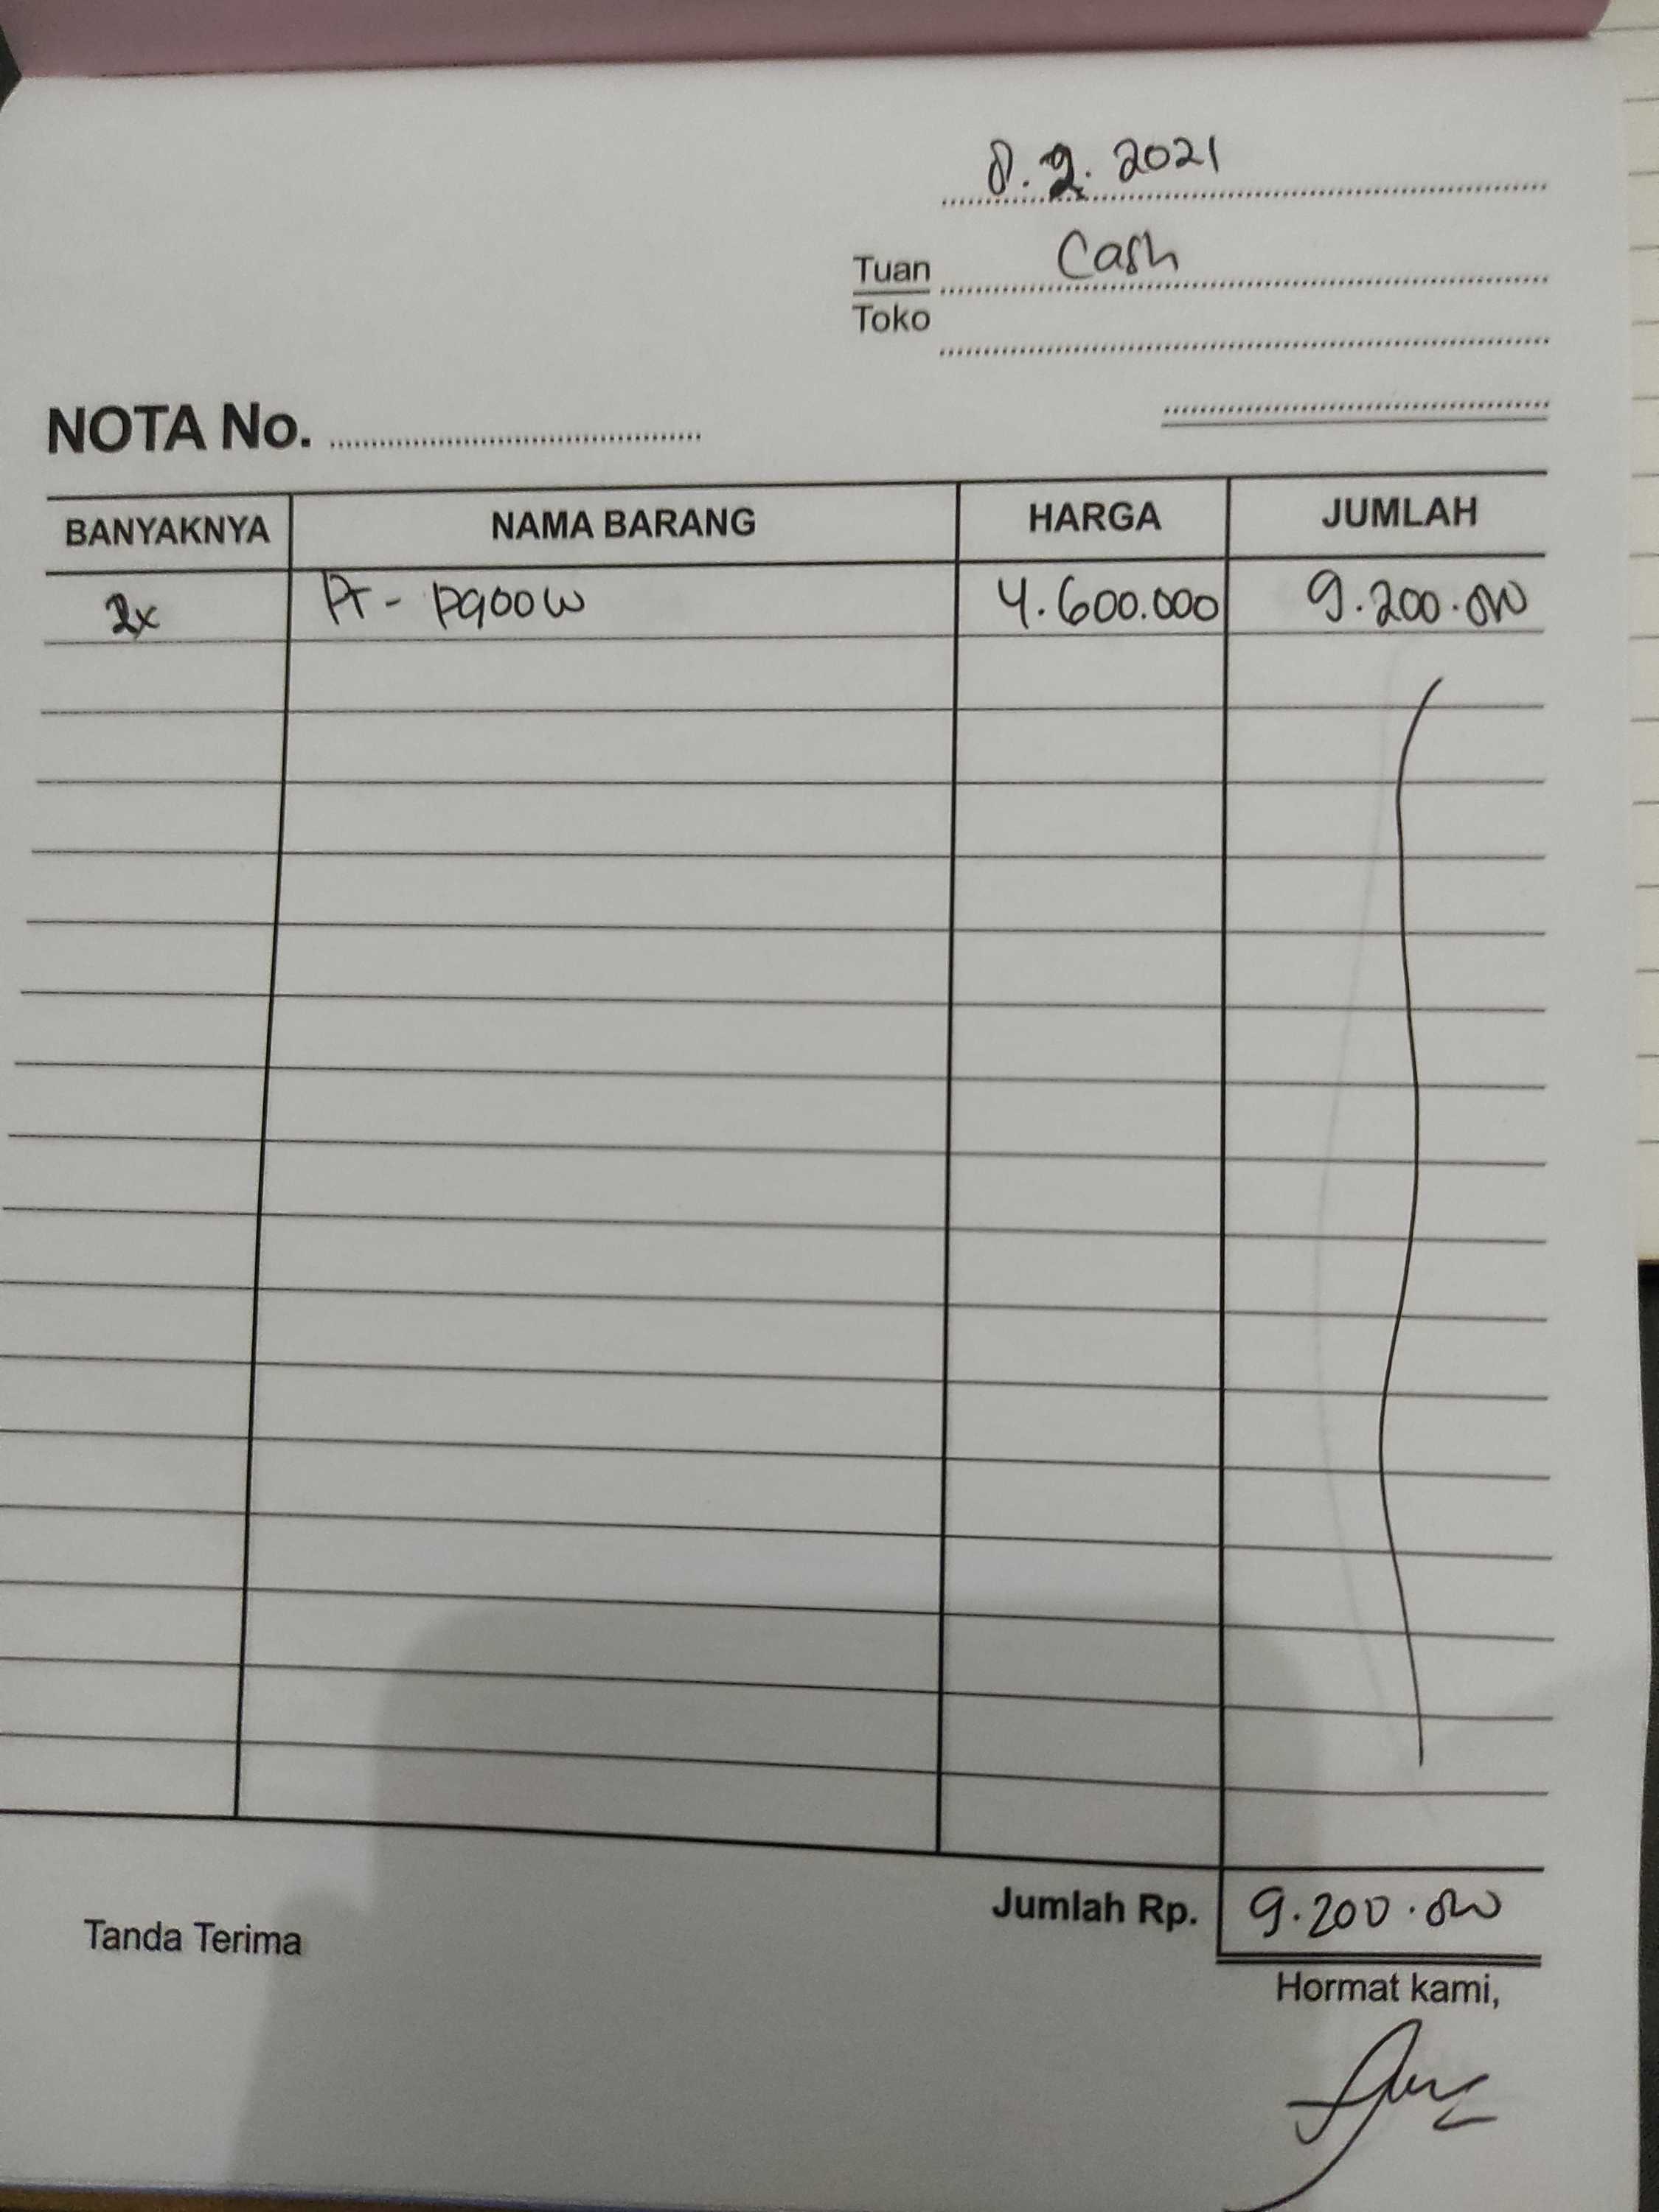 8.2.2021
Tuan Cash
Toko
NOTA No.
BANYAKNYA NAMA BARANG HARGA JUMLAH
2x PT-P900W 4.600.000 9.200.000
Jumlah Rp. 9.200.000
Tanda Terima
Hormat kami,